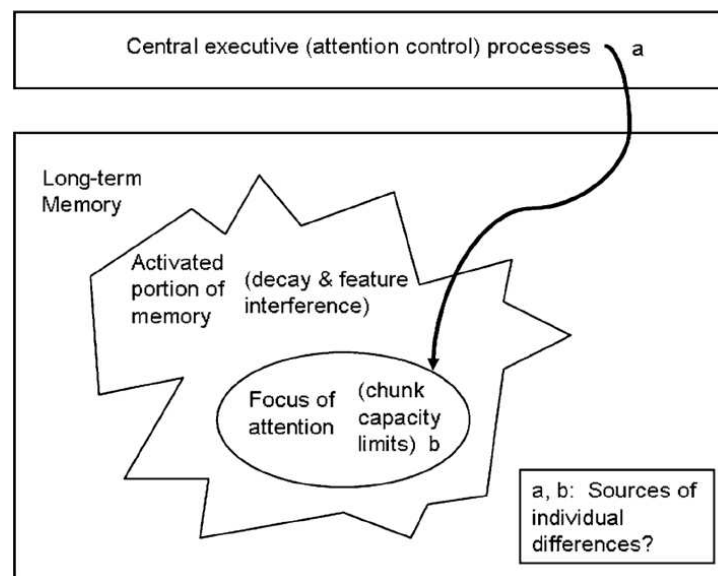 Central executive (attention control) processes a
Long-term
Memory
Activated
portion of
memory
(decay & feature
interference)
Focus of
attention
(chunk
capacity
limits) b
a, b: Sources of
individual
differences?